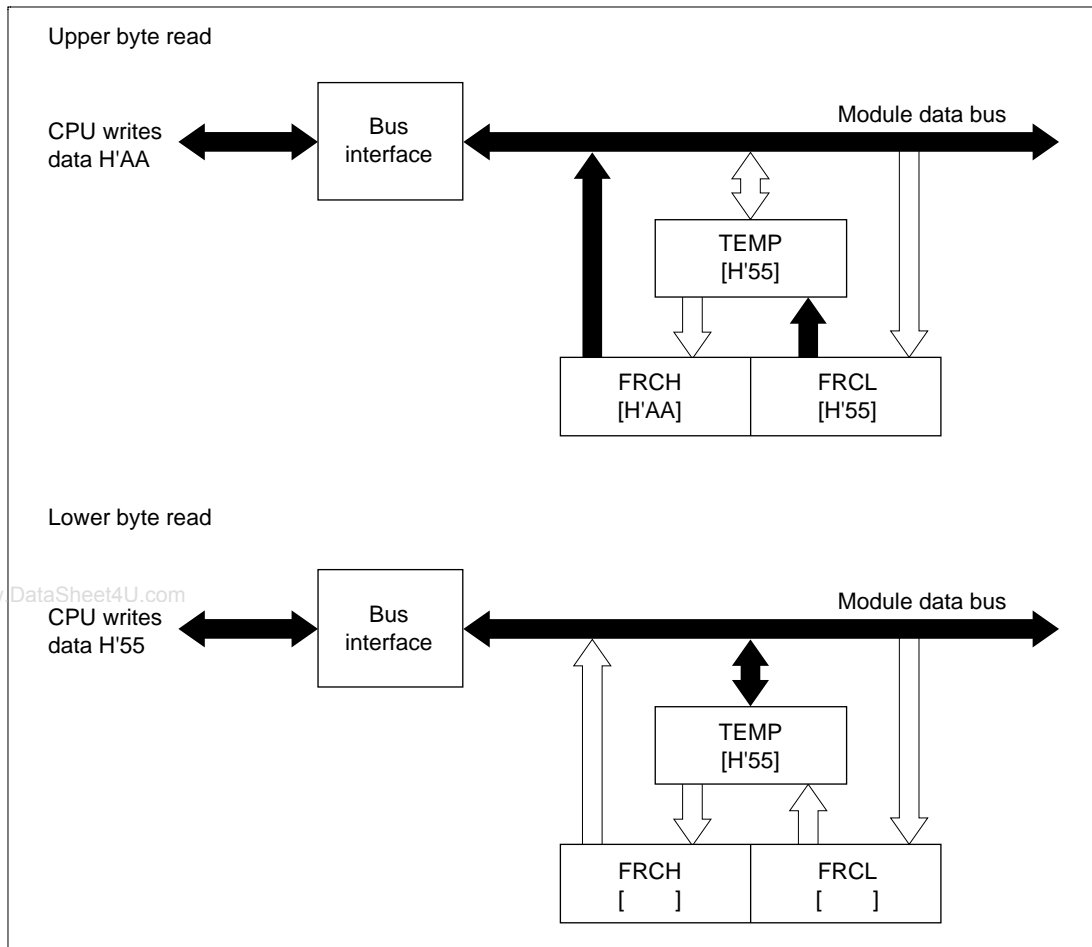 Upper byte read
CPU writes
data H'AA
Bus
interface
Module data bus
TEMP
[H'55]
FRCH
[H'AA]
FRCL
[H'55]
Lower byte read
w.DataSheet4U.com
CPU writes
data H'55
Bus
interface
Module data bus
TEMP
[H'55]
FRCH
[ ]
FRCL
[ ]